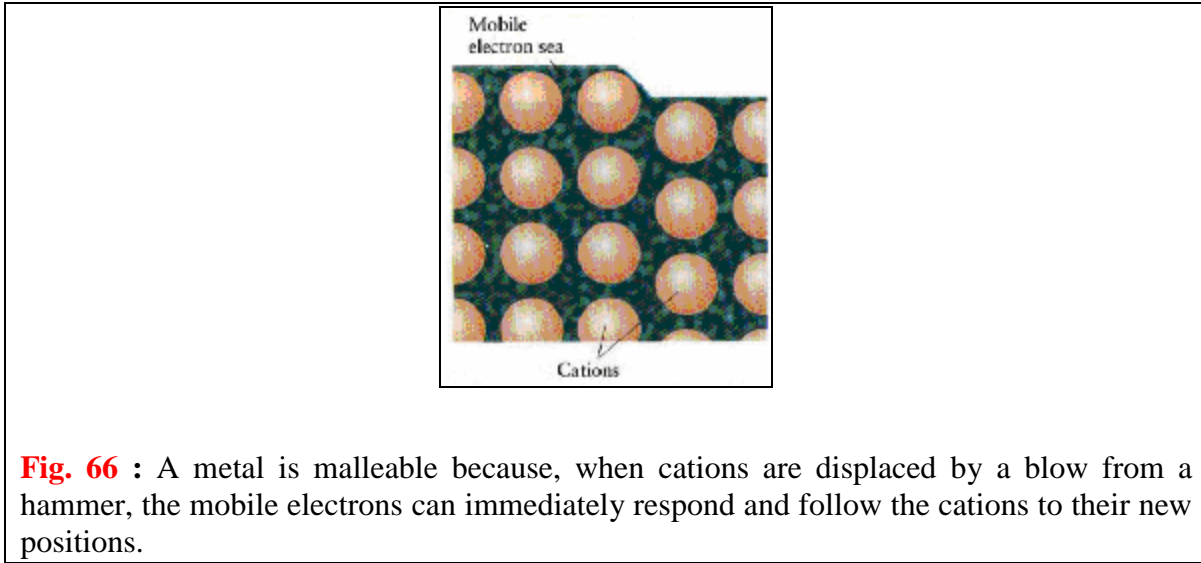 Mobile
electron sea
Cations
Fig. 66 : A metal is malleable because, when cations are displaced by a blow from a
hammer, the mobile electrons can immediately respond and follow the cations to their new
positions.